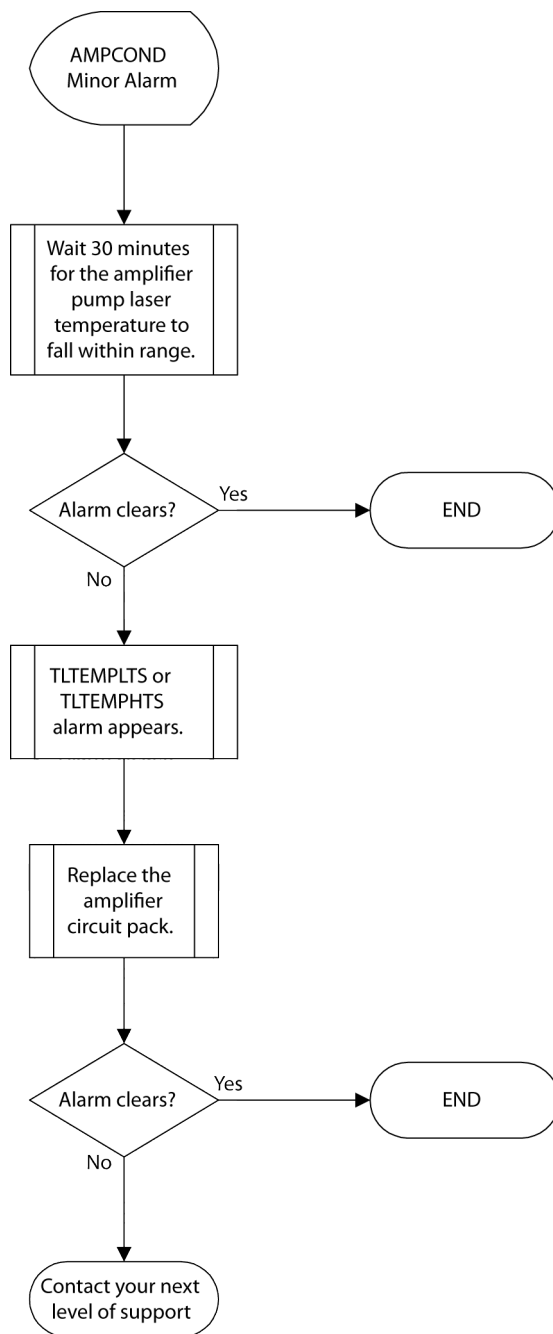 AMPCOND
Minor Alarm
Wait 30 minutes
for the amplifier
pump laser
temperature to
fall within range.
Alarm clears?
Yes
END
No
TLTEMPLTS or
TLTEMPHTS
alarm appears.
Replace the
amplifier
circuit pack.
Alarm clears?
Yes
END
No
Contact your next
level of support